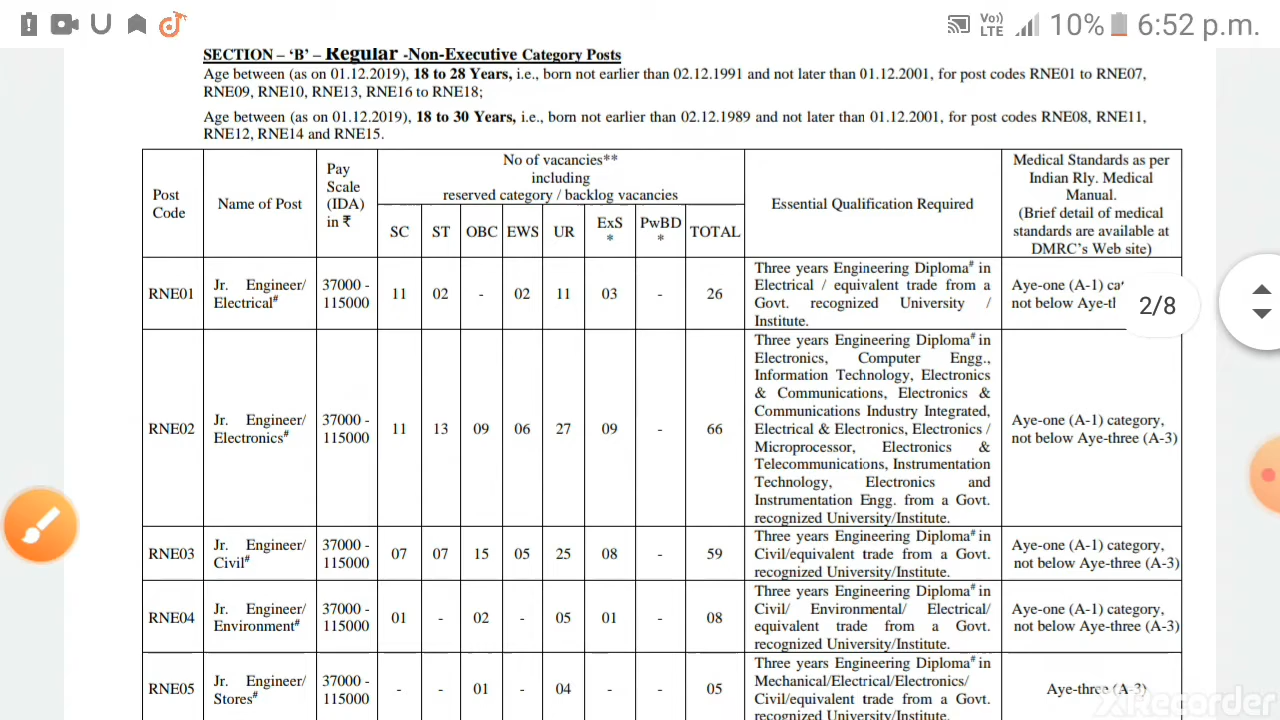 Vo)) LTE 10% 6:52 p.m.
SECTION – ‘B’ – Regular -Non-Executive Category Posts
Age between (as on 01.12.2019), 18 to 28 Years, i.e., born not earlier than 02.12.1991 and not later than 01.12.2001, for post codes RNE01 to RNE07,
RNE09, RNE10, RNE13, RNE16 to RNE18;
Age between (as on 01.12.2019), 18 to 30 Years, i.e., born not earlier than 02.12.1989 and not later than 01.12.2001, for post codes RNE08, RNE11,
RNE12, RNE14 and RNE15.
Post
Code
Name of Post
Pay
Scale
(IDA)
in ₹
No of vacancies**
including
reserved category / backlog vacancies
SC ST OBC EWS UR ExS * PwBD * TOTAL
Essential Qualification Required
Medical Standards as per
Indian Rly. Medical
Manual.
(Brief detail of medical
standards are available at
DMRC’s Web site)
RNE01
Jr. Engineer/
Electrical#
37000 -
115000
11 02 - 02 11 03 - 26
Three years Engineering Diploma# in
Electrical / equivalent trade from a
Govt. recognized University /
Institute.
Aye-one (A-1)
not below
2/8
RNE02
Jr. Engineer/
Electronics#
37000 -
115000
11 13 09 06 27 09 - 66
Three years Engineering Diploma# in
Electronics, Computer Engg.,
Information Technology, Electronics
& Communications, Electronics &
Communications Industry Integrated,
Electrical & Electronics, Electronics /
Microprocessor, Electronics &
Telecommunications, Instrumentation
Technology, Electronics and
Instrumentation Engg. from a Govt.
recognized University/Institute.
Aye-one (A-1) category,
not below Aye-three (A-3)
RNE03
Jr. Engineer/
Civil#
37000 -
115000
07 07 15 05 25 08 - 59
Three years Engineering Diploma# in
Civil/equivalent trade from a Govt.
recognized University/Institute.
Aye-one (A-1) category,
not below Aye-three (A-3)
RNE04
Jr. Engineer/
Environment#
37000 -
115000
01 - 02 - 05 01 - 08
Three years Engineering Diploma# in
Civil/ Environmental/ Electrical/
equivalent trade from a Govt.
recognized University/Institute.
Aye-one (A-1) category,
not below Aye-three (A-3)
RNE05
Jr. Engineer/
Stores#
37000 -
115000
- - 01 - 04 - - 05
Three years Engineering Diploma# in
Mechanical/Electrical/Electronics/
Civil/equivalent trade from a Govt.
recognized University/Institute.
Aye-three (A-3)
XRecorder